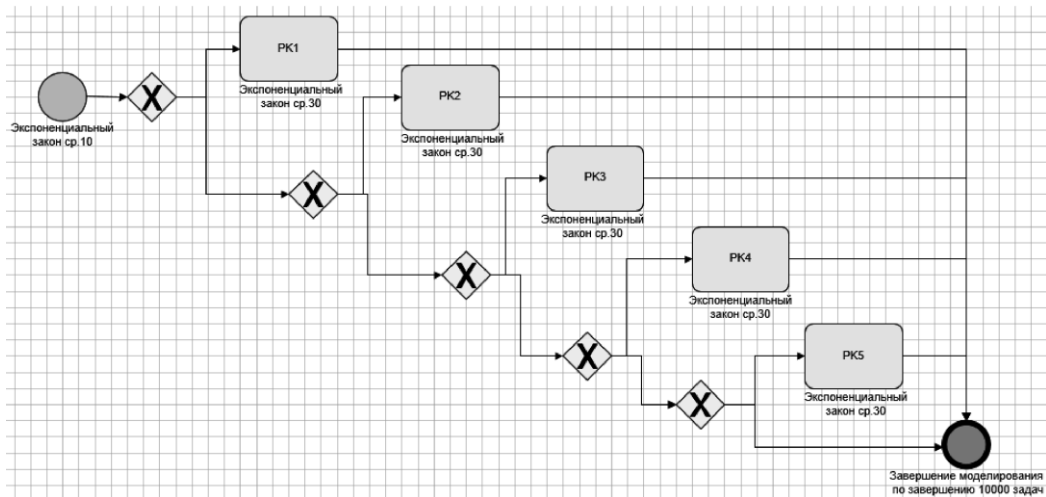 РК1
Экспоненциальный
закон ср.30
РК2
Экспоненциальный
закон ср.30
X
Экспоненциальный
закон ср.10
РК3
Экспоненциальный
закон ср.30
X
РК4
Экспоненциальный
закон ср.30
X
РК5
Экспоненциальный
закон ср.30
X
X
Завершение моделирования
по завершению 10000 задач